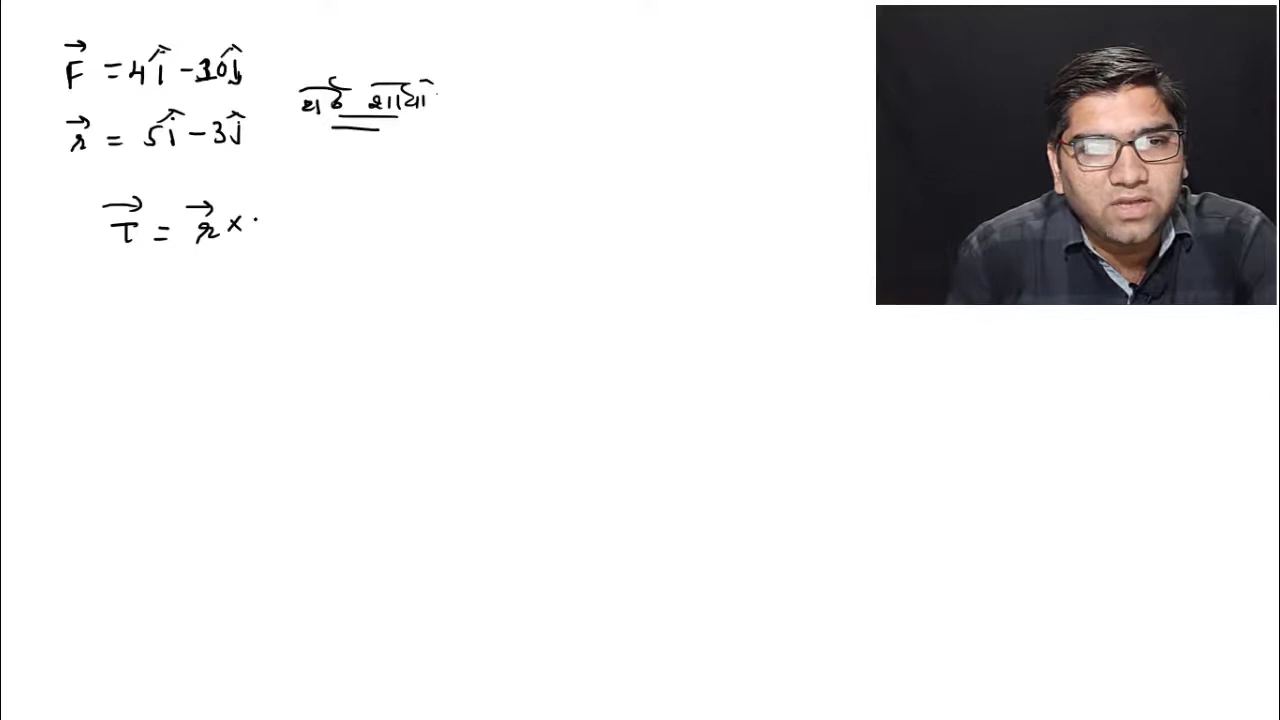 F⃗ = 4î - 10ĵ
r⃗ = 5î - 3ĵ
τ⃗ = r⃗ ×